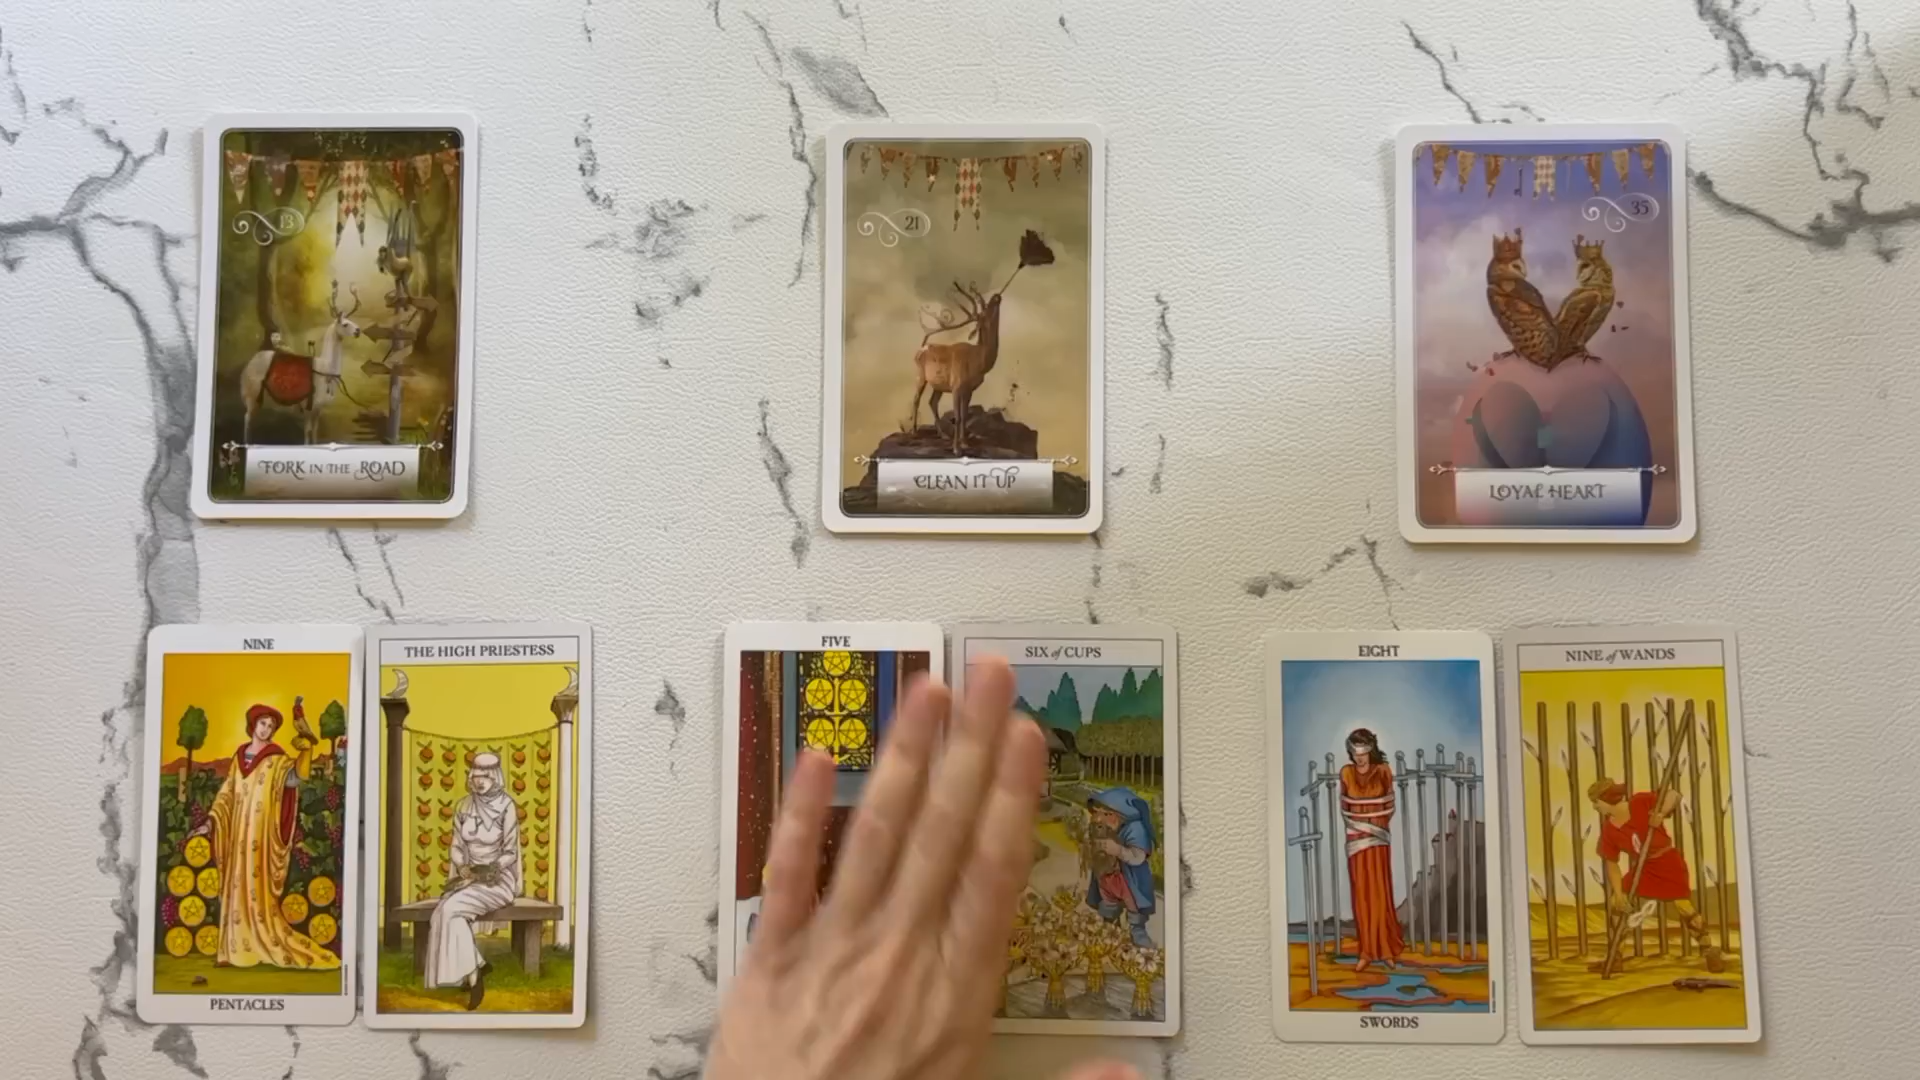 13
FORK IN THE ROAD
21
CLEAN IT UP
35
LOYAL HEART
NINE
PENTACLES
THE HIGH PRIESTESS
FIVE
SIX of CUPS
EIGHT
SWORDS
NINE of WANDS